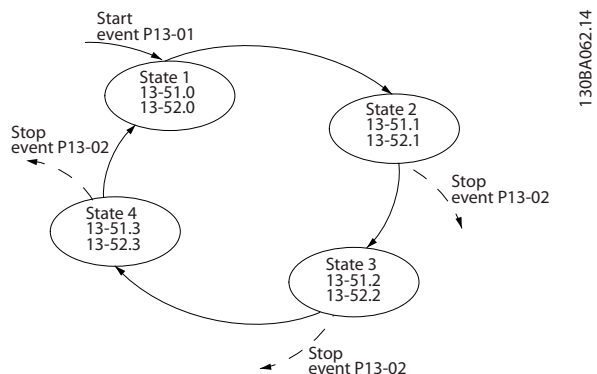 Start
event P13-01
State 1
13-51.0
13-52.0
State 2
13-51.1
13-52.1
Stop
event P13-02
State 3
13-51.2
13-52.2
Stop
event P13-02
State 4
13-51.3
13-52.3
Stop
event P13-02
130BA062.14